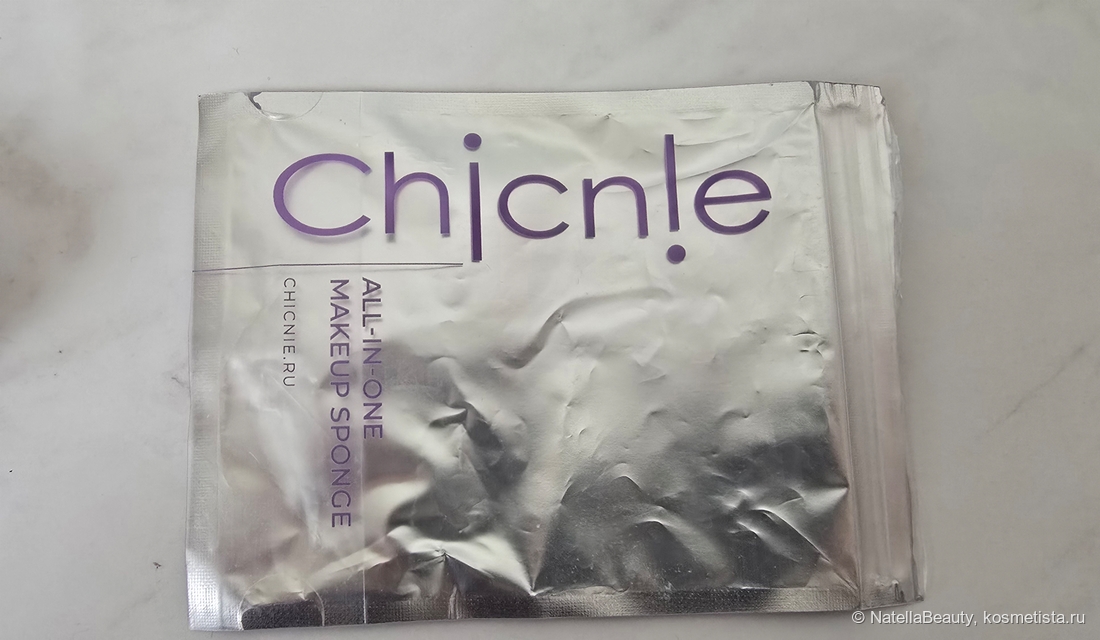 Chicnie
ALL-IN-ONE
MAKEUP SPONGE
CHICNIE.RU
© NatellaBeauty, kosmetista.ru